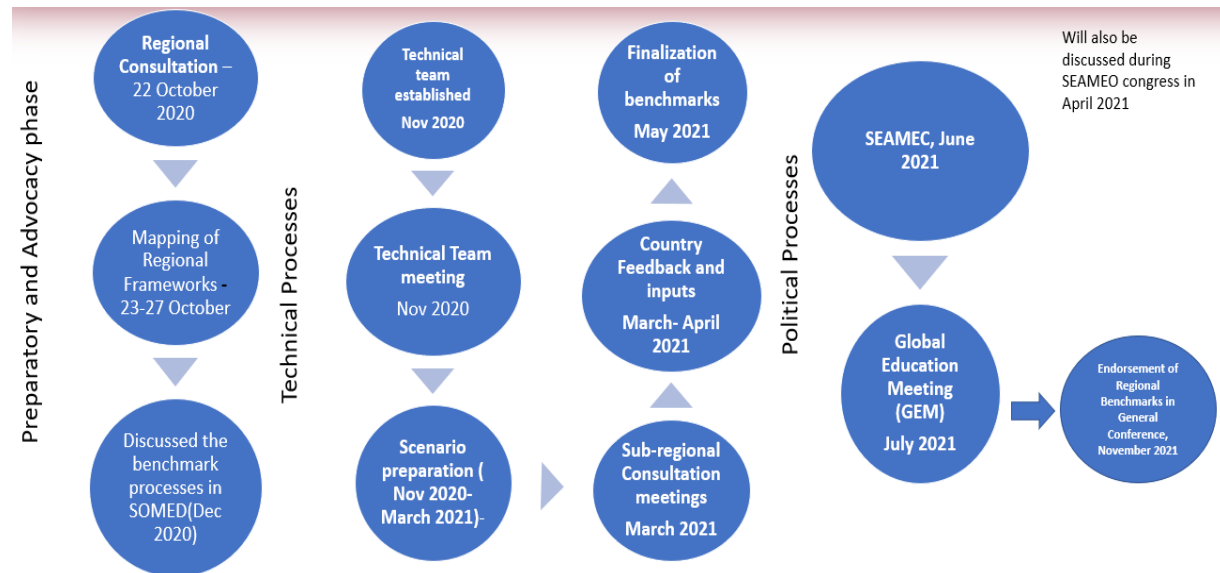 Preparatory and Advocacy phase
Regional
Consultation –
22 October
2020
Mapping of
Regional
Frameworks -
23-27 October
Discussed the
benchmark
processes in
SOMED(Dec
2020)
Technical Processes
Technical
team
established
Nov 2020
Technical Team
meeting
Nov 2020
Scenario
preparation (
Nov 2020-
March 2021)-
Sub-regional
Consultation
meetings
March 2021
Country
Feedback and
inputs
March- April
2021
Finalization
of
benchmarks
May 2021
Political Processes
SEAMEC, June
2021
Global
Education
Meeting
(GEM)
July 2021
Endorsement of
Regional
Benchmarks in
General
Conference,
November 2021
Will also be
discussed during
SEAMEO congress in
April 2021